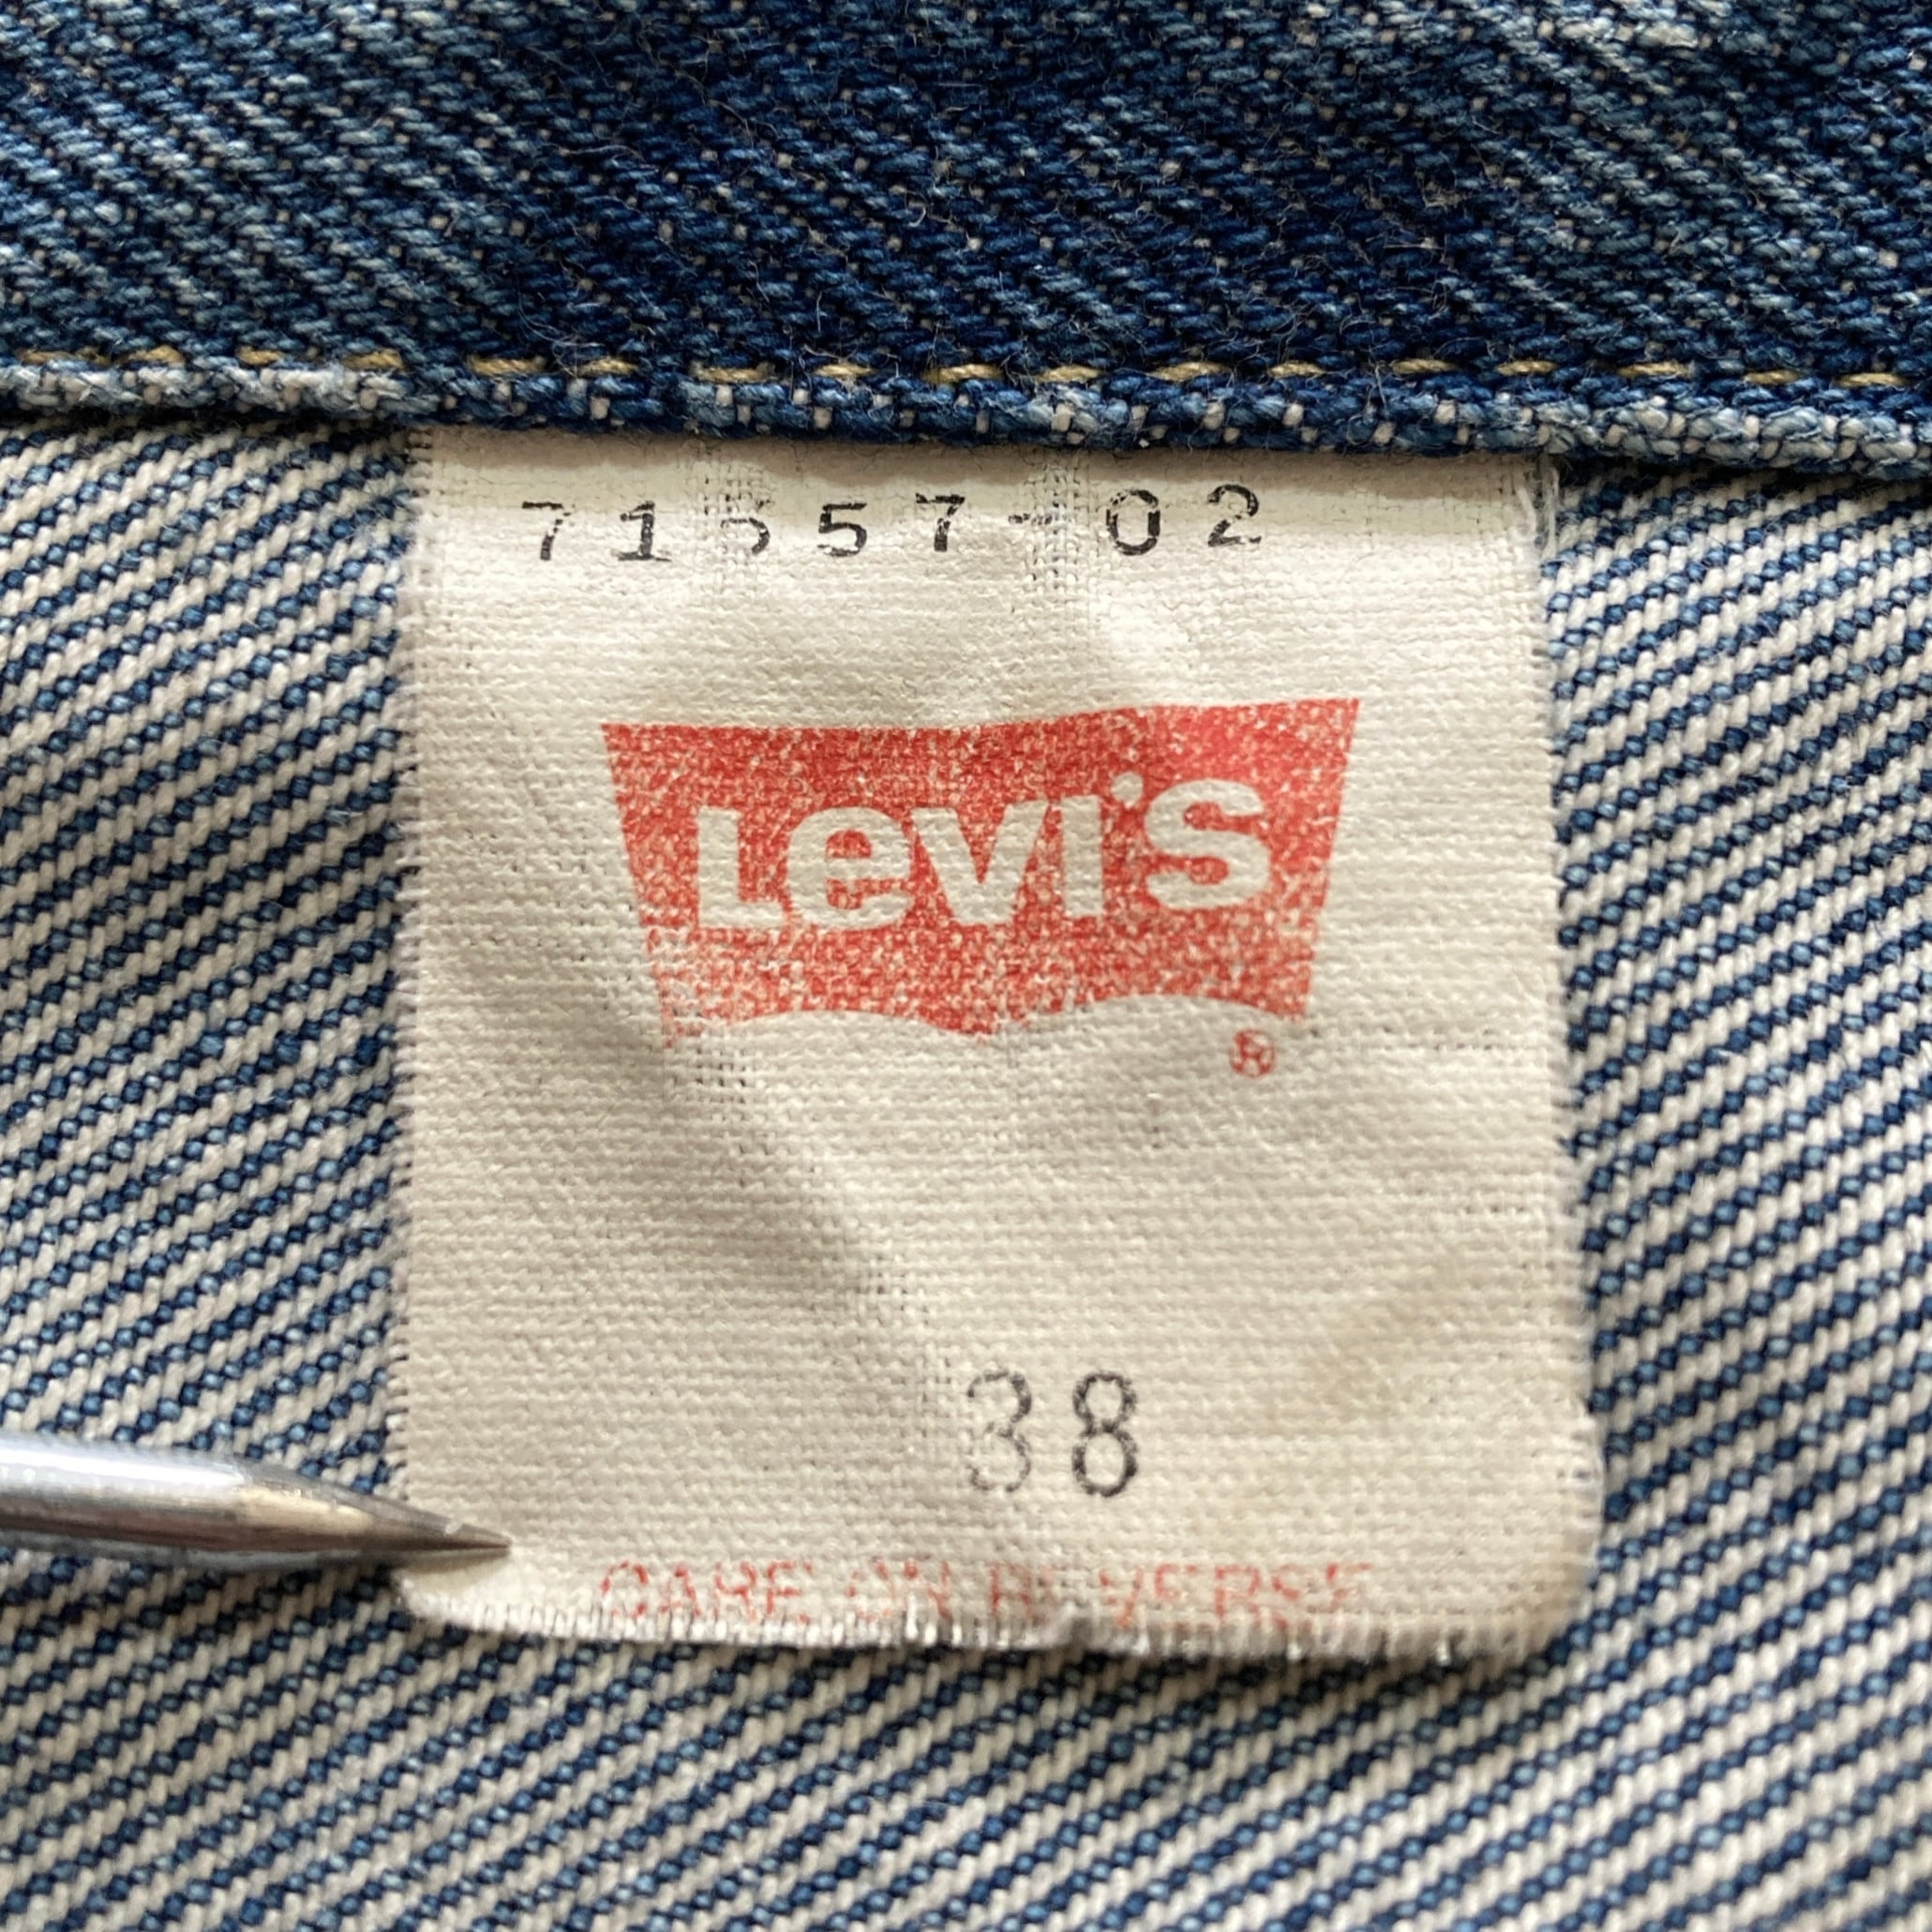 71557-02
Levi's
®
38
CARE ON REVERSE